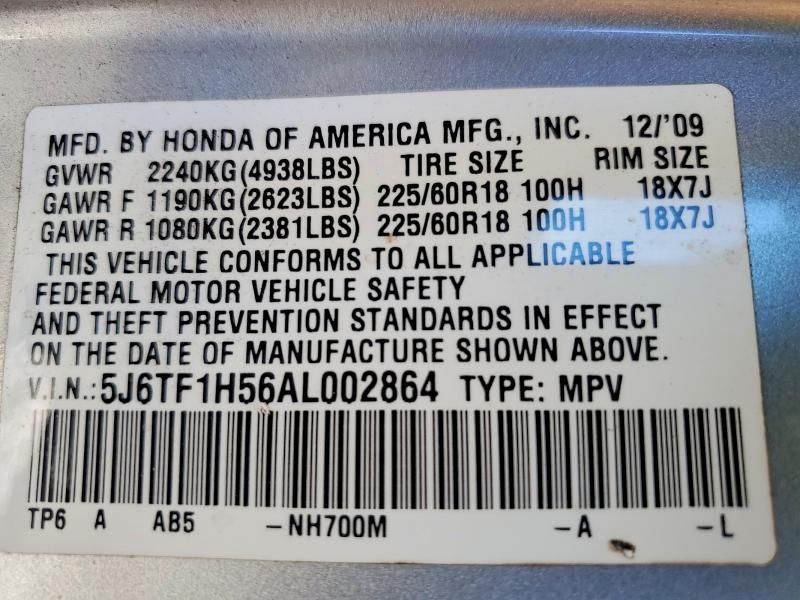 MFD. BY HONDA OF AMERICA MFG., INC. 12/'09
GVWR 2240KG(4938LBS) TIRE SIZE RIM SIZE
GAWR F 1190KG(2623LBS) 225/60R18 100H 18X7J
GAWR R 1080KG(2381LBS) 225/60R18 100H 18X7J
THIS VEHICLE CONFORMS TO ALL APPLICABLE
FEDERAL MOTOR VEHICLE SAFETY
AND THEFT PREVENTION STANDARDS IN EFFECT
ON THE DATE OF MANUFACTURE SHOWN ABOVE.
V.I.N.:5J6TF1H56AL002864 TYPE: MPV
TP6 A AB5 -NH700M -A -L